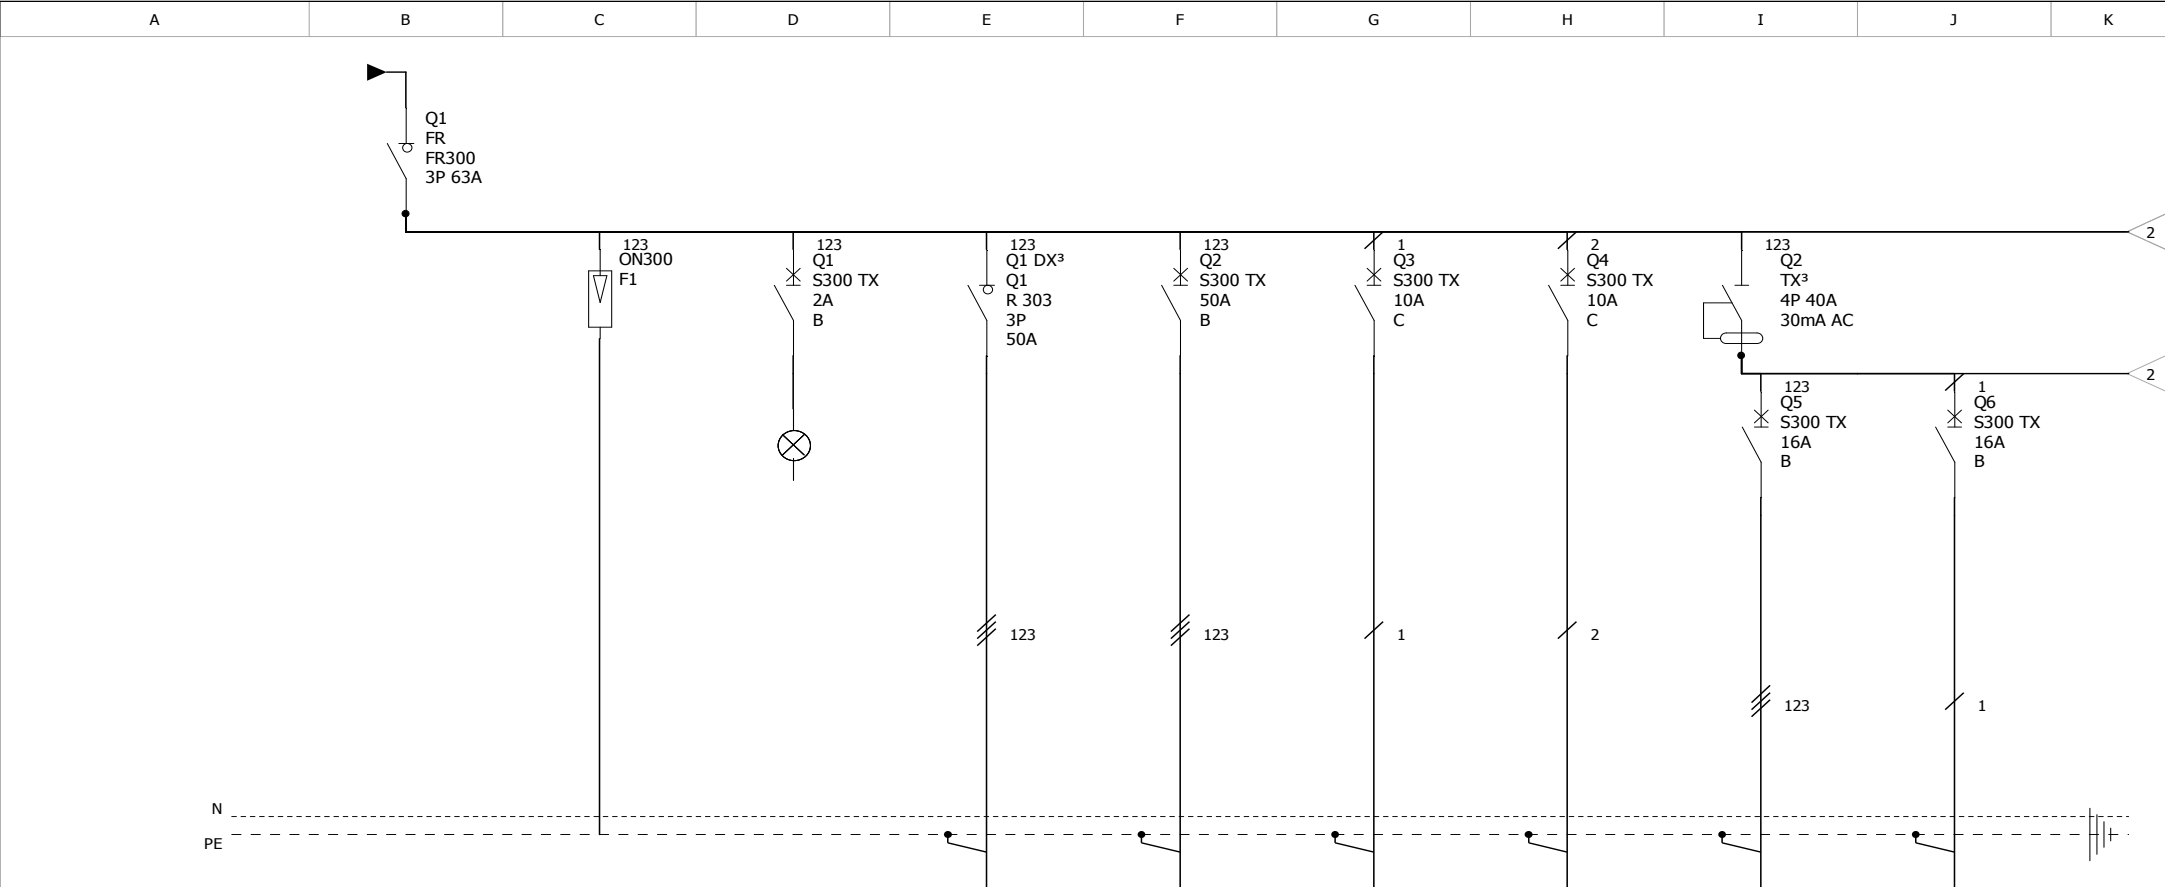 A
B
C
D
E
F
G
H
I
J
K
Q1
FR
FR300
3P 63A
2
123
ON300
F1
123
Q1
S300 TX
2A
B
123
Q1 DX³
Q1
R 303
3P
50A
123
Q2
S300 TX
50A
B
1
Q3
S300 TX
10A
C
2
Q4
S300 TX
10A
C
123
Q2
TX³
4P 40A
30mA AC
2
123
Q5
S300 TX
16A
B
1
Q6
S300 TX
16A
B
123
123
1
2
123
1
N
PE